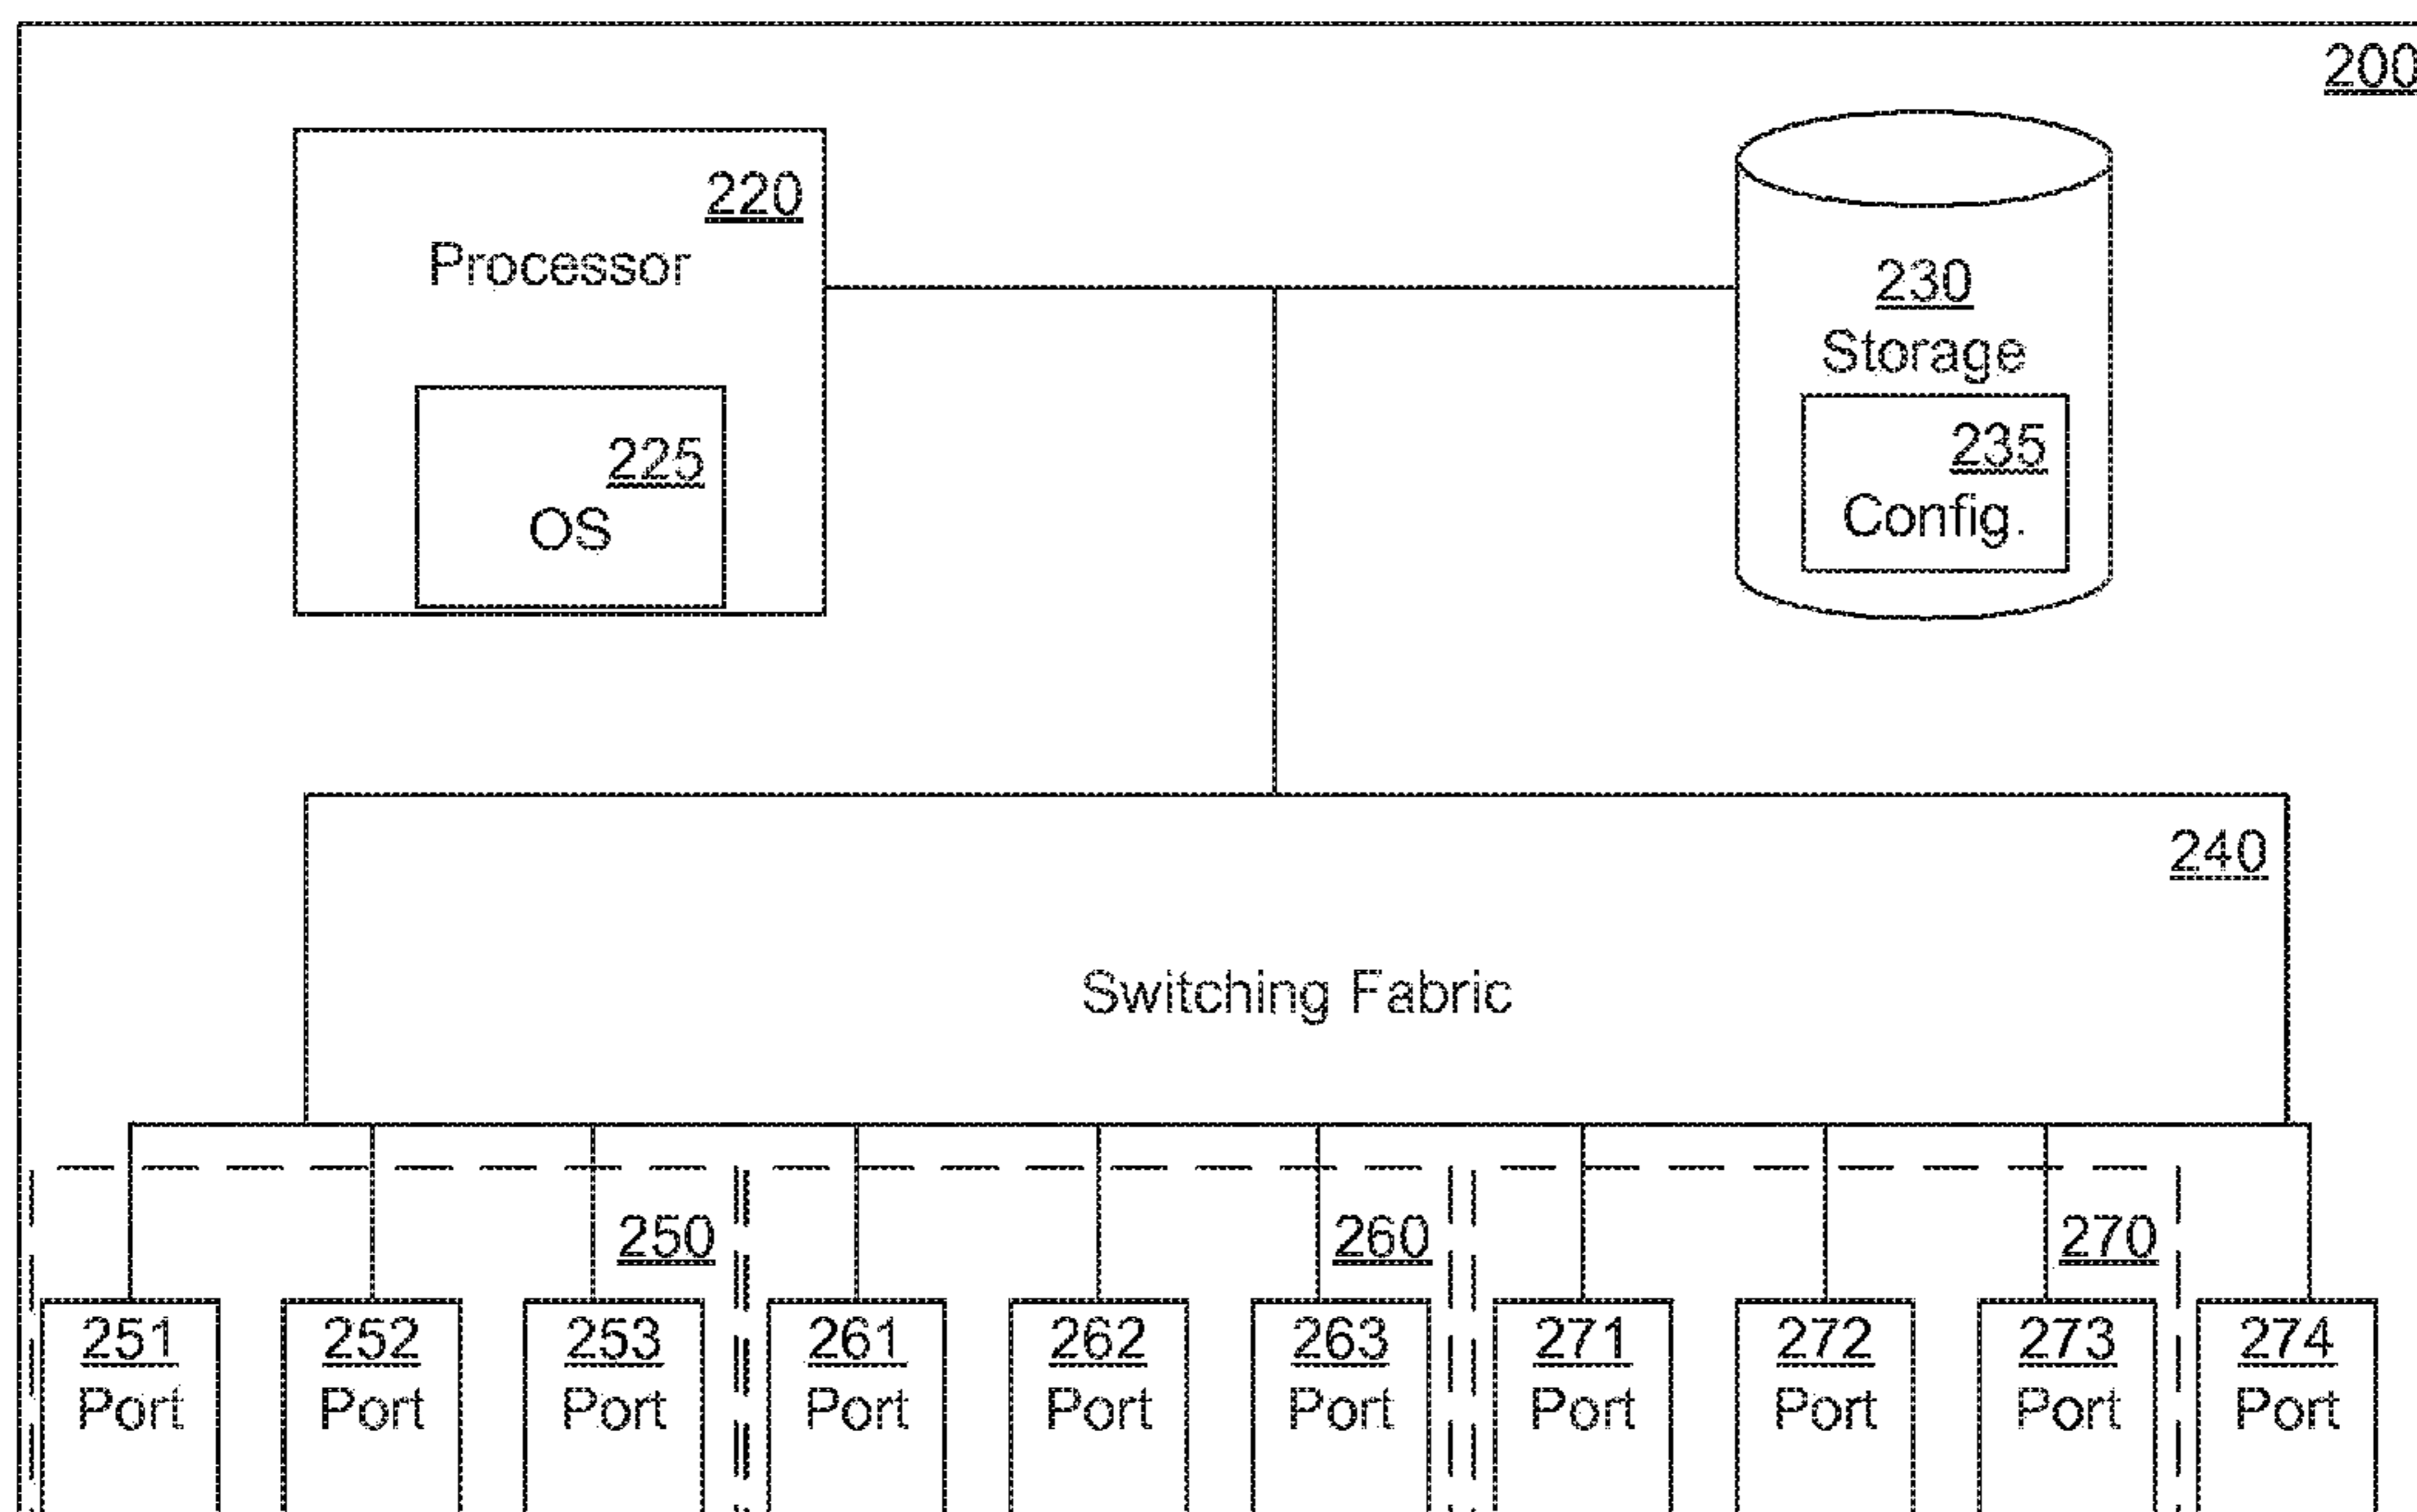 200
220
Processor
225
OS
230
Storage
235
Config.
240
Switching Fabric
250
260
270
251
Port
252
Port
253
Port
261
Port
262
Port
263
Port
271
Port
272
Port
273
Port
274
Port